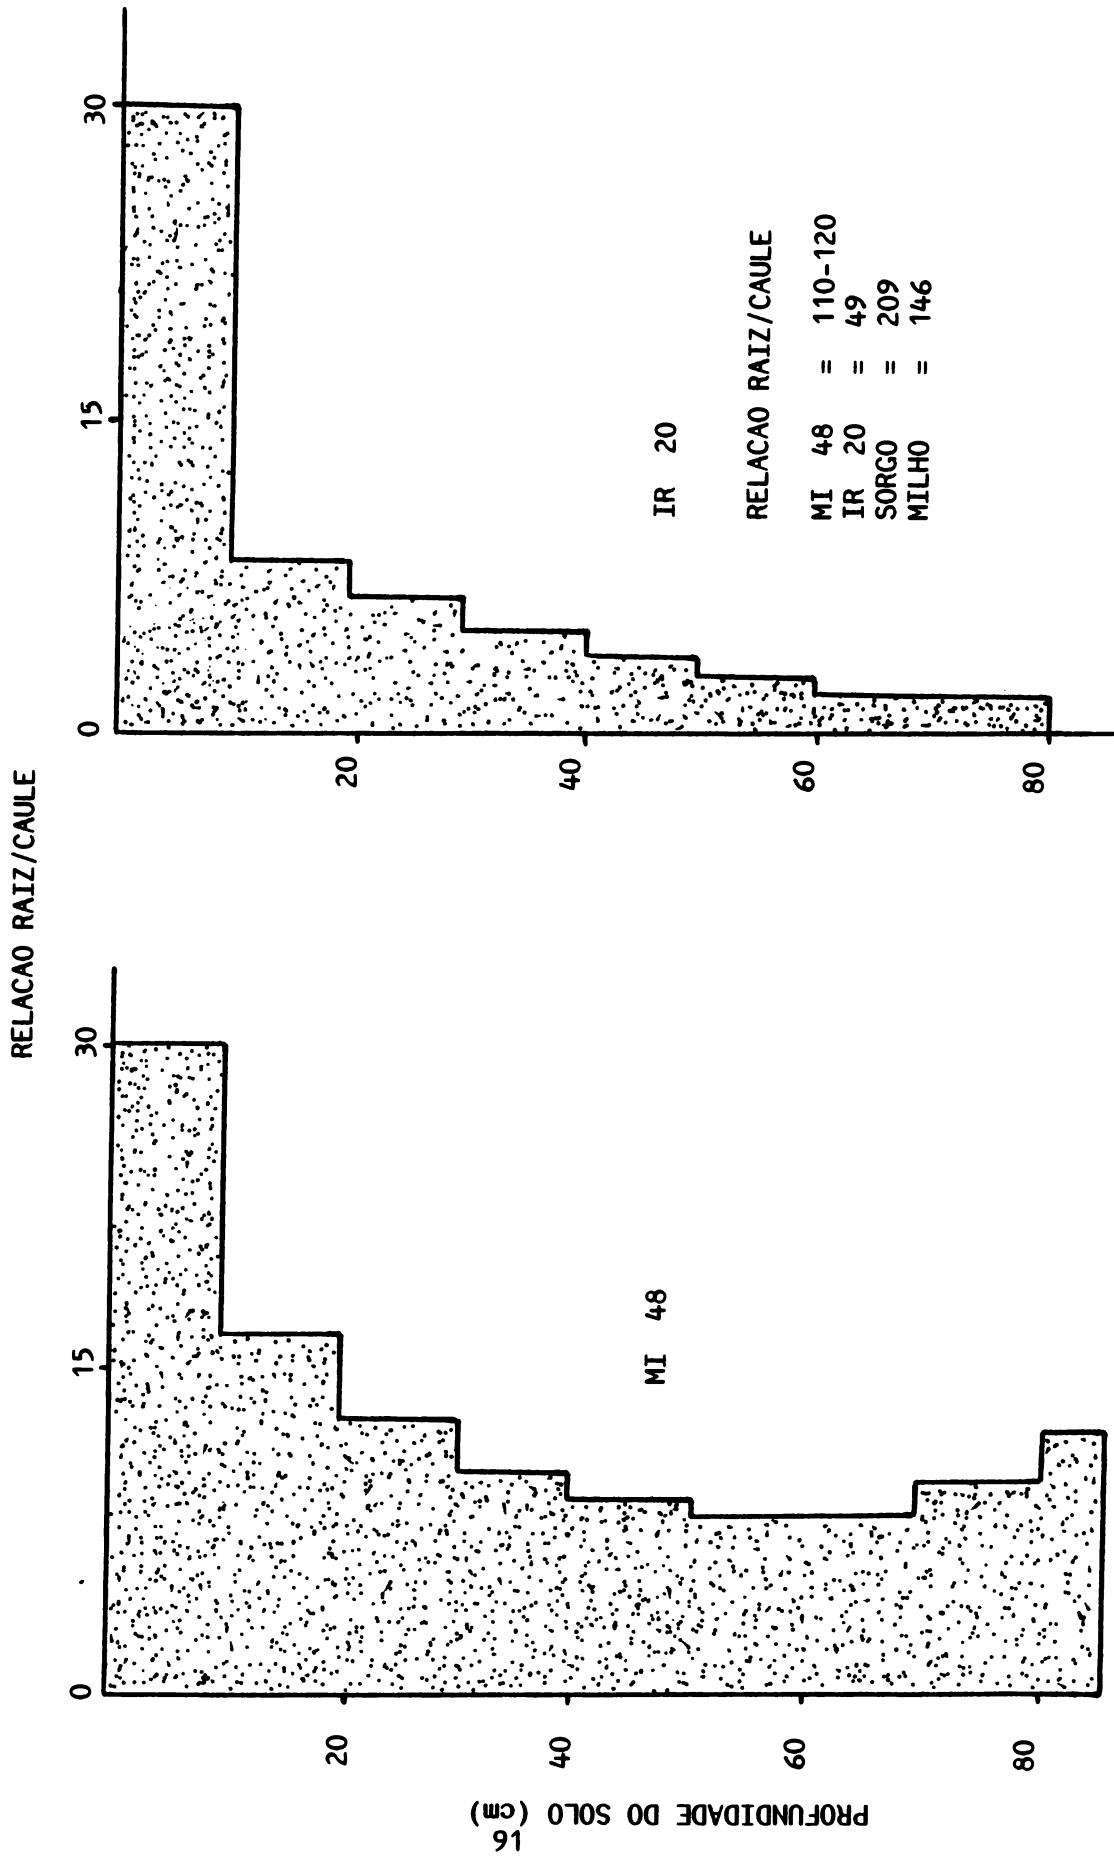 RELACAO RAIZ/CAULE
0 15 30
0 15 30
20
40
60
80
MI 48
20
40
60
80
IR 20
RELACAO RAIZ/CAULE
MI 48 = 110-120
IR 20 = 49
SORGO = 209
MILHO = 146
PROFUNDIDADE DO SOLO (cm)
91